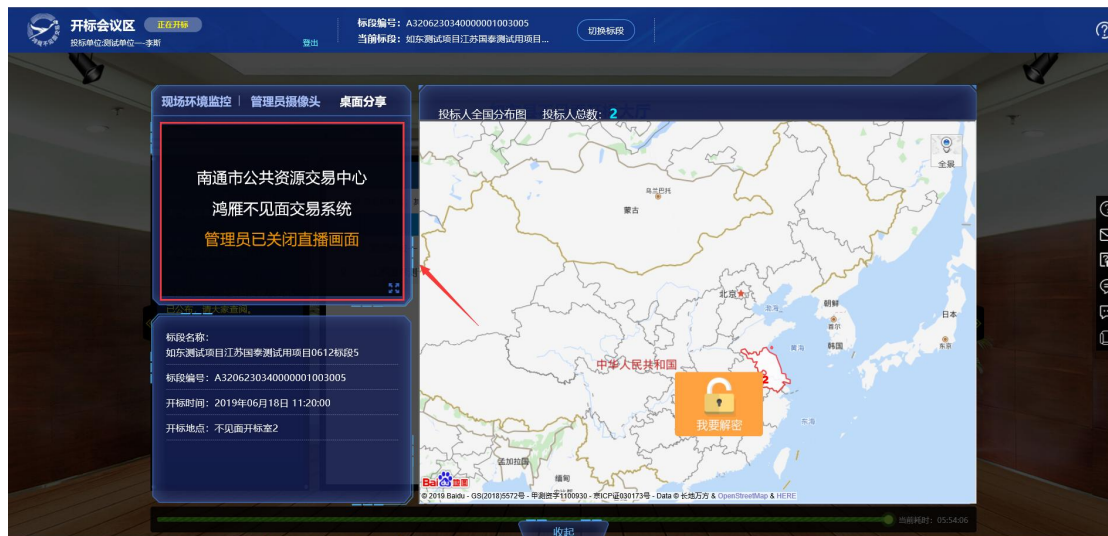 开标会议区 正在开标
投标单位:测试单位——李斯 登出
标段编号: A3206230340000001003005
当前标段: 如东测试项目江苏国泰测试用项目...
切换标段
现场环境监控 管理员摄像头 桌面分享
南通市公共资源交易中心
鸿雁不见面交易系统
管理员已关闭直播画面
已公布，请大家查阅。
标段名称:
如东测试项目江苏国泰测试用项目0612标段5
标段编号: A3206230340000001003005
开标时间: 2019年06月18日 11:20:00
开标地点: 不见面开标室2
投标人全国分布图 投标人总数: 2
全景
乌兰巴托
蒙古
北京
朝鲜
首尔
韩国
日本
东京
渤海
黄海
东海
中华人民共和国
2
我要解密
孟加拉国
缅甸
Bai 地图
© 2019 Baidu - GS(2018)5572号 - 甲测资字1100930 - 京ICP证030173号 - Data © 长地万方 & OpenStreetMap & HERE
当前耗时: 05:54:06
收起